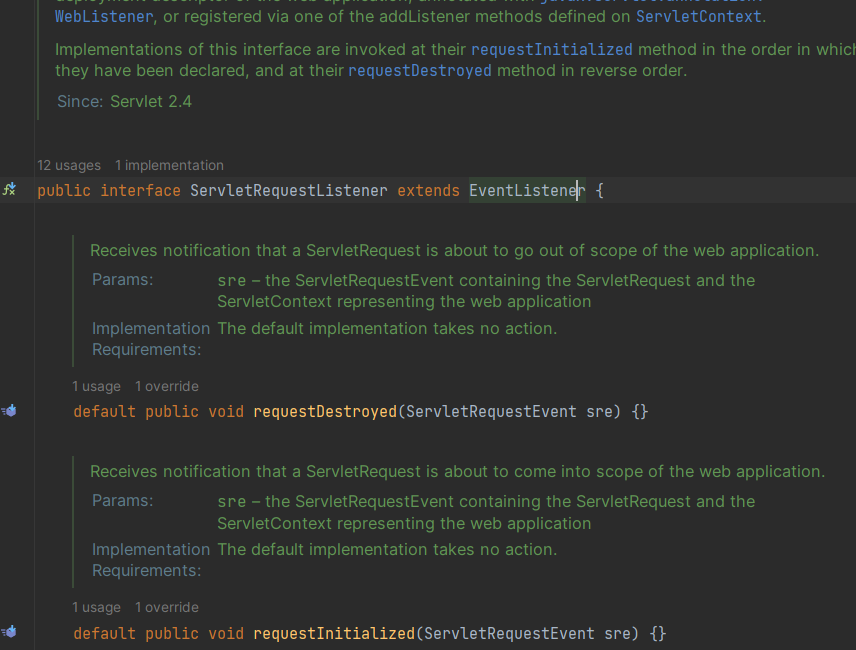 WebListener, or registered via one of the addListener methods defined on ServletContext.
Implementations of this interface are invoked at their requestInitialized method in the order in which
they have been declared, and at their requestDestroyed method in reverse order.
Since: Servlet 2.4
12 usages 1 implementation
public interface ServletRequestListener extends EventListener {
Receives notification that a ServletRequest is about to go out of scope of the web application.
Params: sre – the ServletRequestEvent containing the ServletRequest and the
ServletContext representing the web application
Implementation The default implementation takes no action.
Requirements:
1 usage 1 override
default public void requestDestroyed(ServletRequestEvent sre) {}
Receives notification that a ServletRequest is about to come into scope of the web application.
Params: sre – the ServletRequestEvent containing the ServletRequest and the
ServletContext representing the web application
Implementation The default implementation takes no action.
Requirements:
1 usage 1 override
default public void requestInitialized(ServletRequestEvent sre) {}